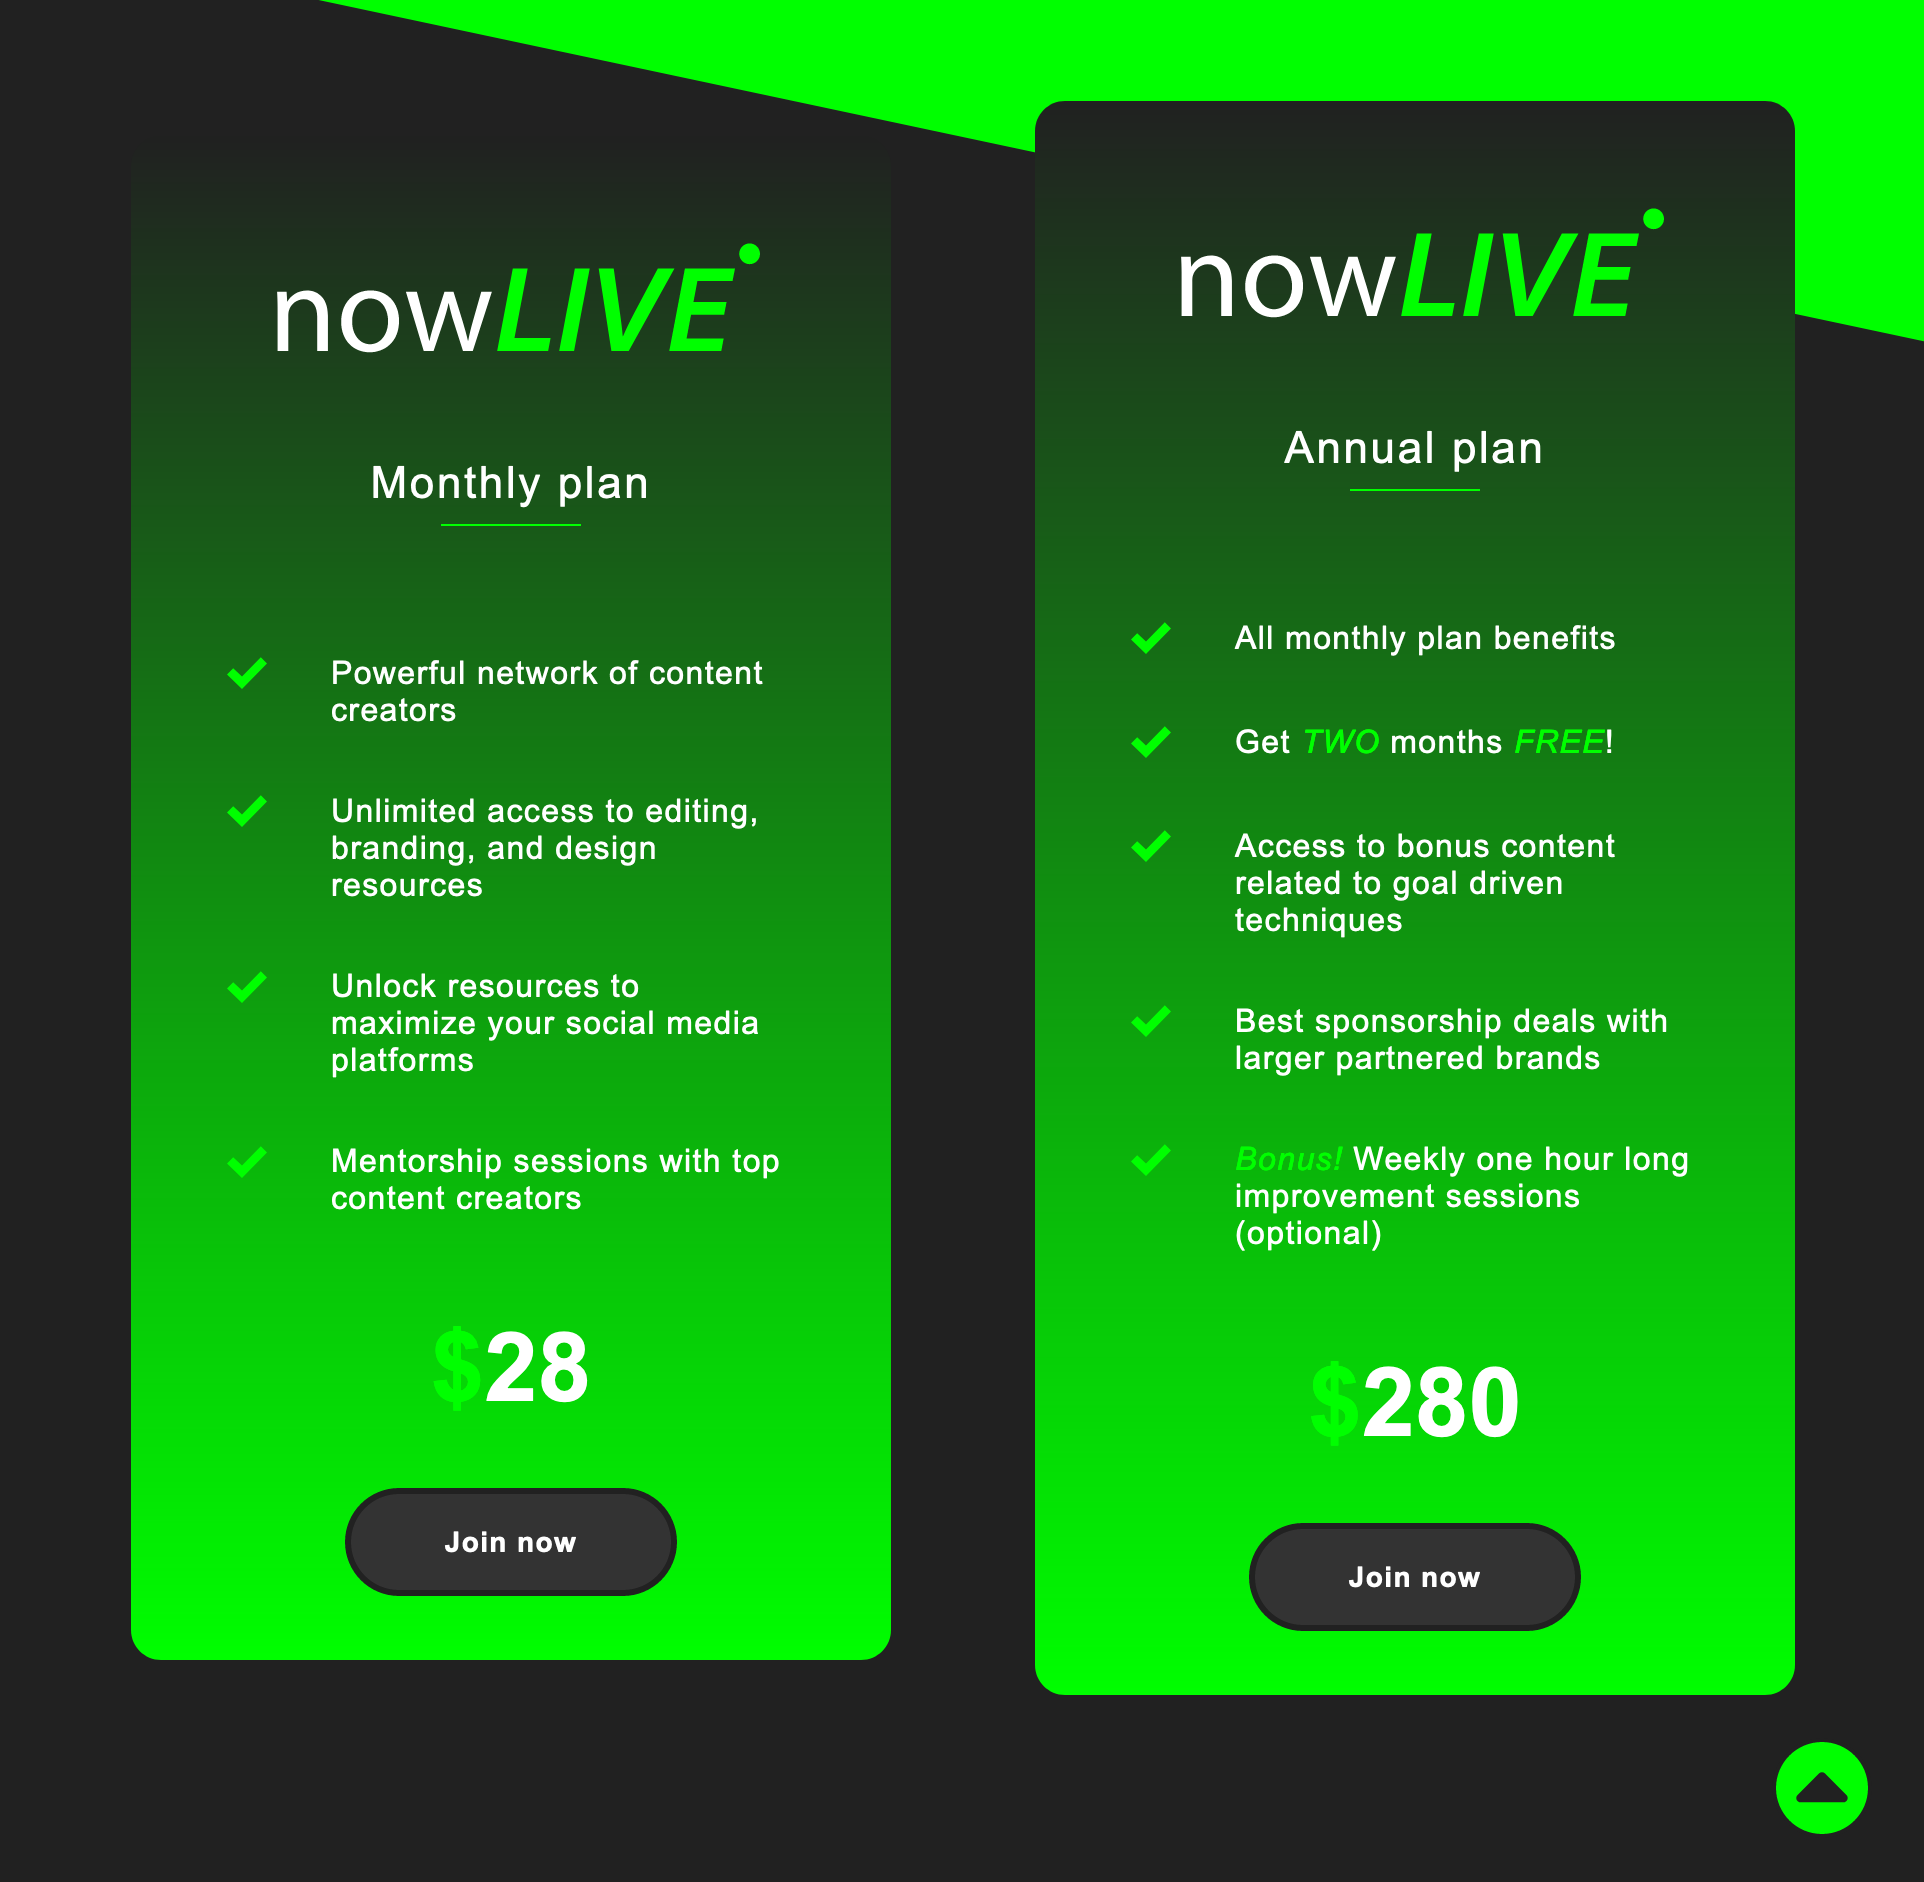 nowLIVE
Monthly plan
Powerful network of content
creators
Unlimited access to editing,
branding, and design
resources
Unlock resources to
maximize your social media
platforms
Mentorship sessions with top
content creators
$28
Join now
nowLIVE
Annual plan
All monthly plan benefits
Get TWO months FREE!
Access to bonus content
related to goal driven
techniques
Best sponsorship deals with
larger partnered brands
Bonus! Weekly one hour long
improvement sessions
(optional)
$280
Join now